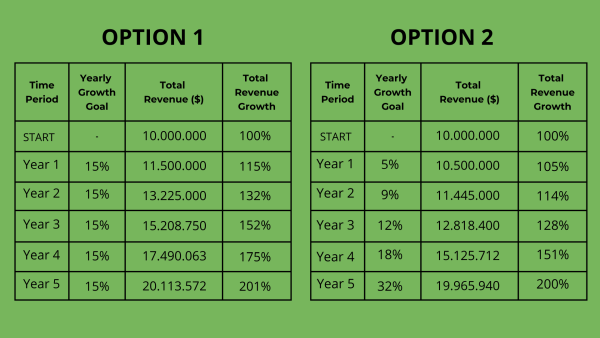 OPTION 1
Time Period | Yearly Growth Goal | Total Revenue ($) | Total Revenue Growth
START | - | 10.000.000 | 100%
Year 1 | 15% | 11.500.000 | 115%
Year 2 | 15% | 13.225.000 | 132%
Year 3 | 15% | 15.208.750 | 152%
Year 4 | 15% | 17.490.063 | 175%
Year 5 | 15% | 20.113.572 | 201%
OPTION 2
Time Period | Yearly Growth Goal | Total Revenue ($) | Total Revenue Growth
START | - | 10.000.000 | 100%
Year 1 | 5% | 10.500.000 | 105%
Year 2 | 9% | 11.445.000 | 114%
Year 3 | 12% | 12.818.400 | 128%
Year 4 | 18% | 15.125.712 | 151%
Year 5 | 32% | 19.965.940 | 200%